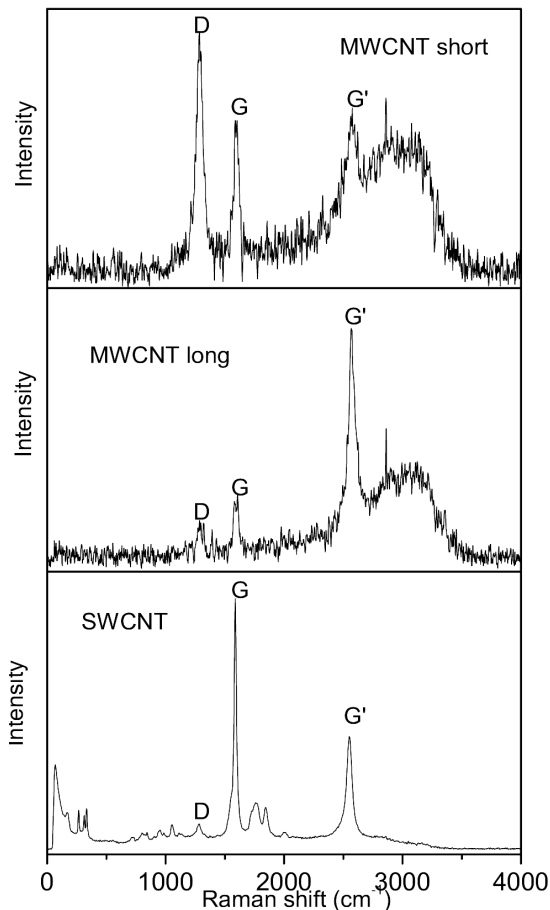 D
MWCNT short
G
G'
Intensity
G'
MWCNT long
G
D
Intensity
G
SWCNT
G'
D
Intensity
0 1000 2000 3000 4000
Raman shift (cm⁻¹)